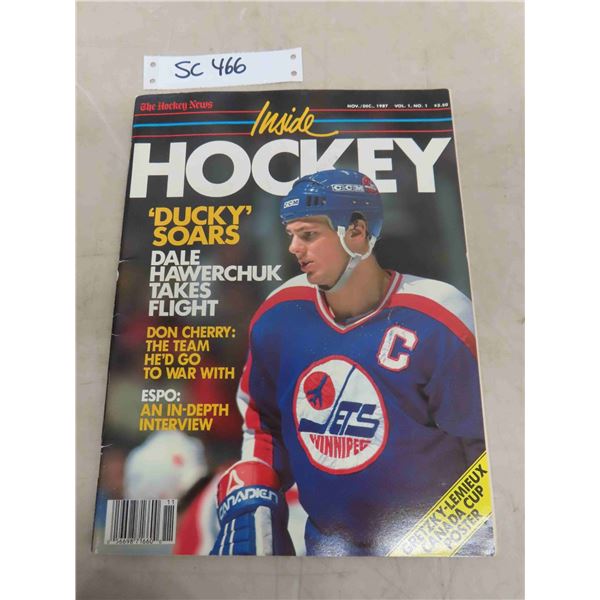 SC 466
The Hockey News
NOV./DEC., 1987 VOL. 1, NO. 1 $2.50
Inside
HOCKEY
'DUCKY'
SOARS
DALE
HAWERCHUK
TAKES
FLIGHT
DON CHERRY:
THE TEAM
HE'D GO
TO WAR WITH
ESPO:
AN IN-DEPTH
INTERVIEW
CCM
CCM
C
JETS
WINNIPEG
CANADIEN
GRETZKY-LEMIEUX
CANADA CUP
POSTER
11